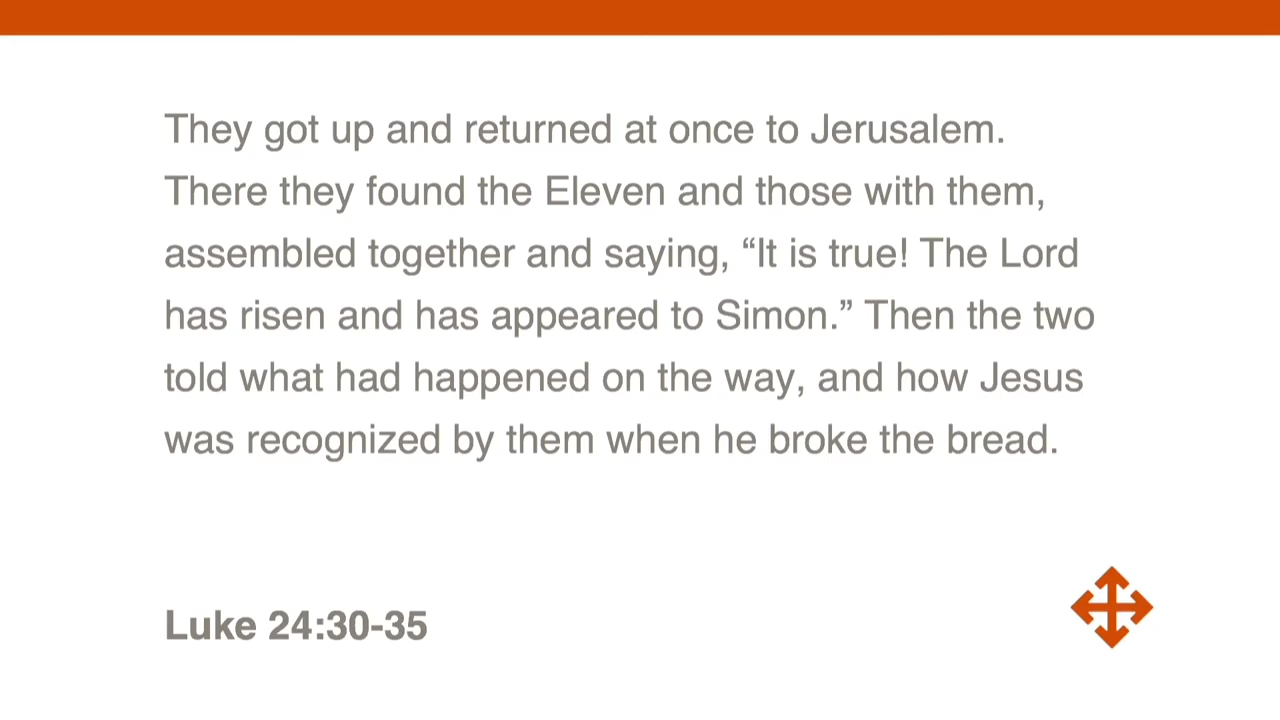 They got up and returned at once to Jerusalem.
There they found the Eleven and those with them,
assembled together and saying, “It is true! The Lord
has risen and has appeared to Simon.” Then the two
told what had happened on the way, and how Jesus
was recognized by them when he broke the bread.
Luke 24:30-35